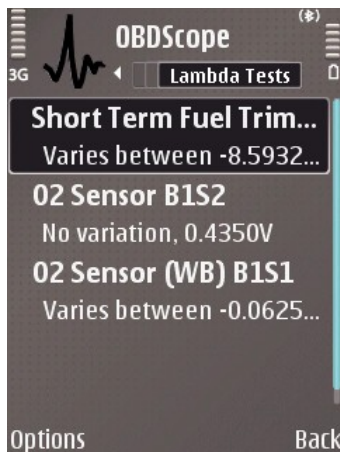 OBDScope
3G
Lambda Tests
Short Term Fuel Trim...
Varies between -8.5932...
O2 Sensor B1S2
No variation, 0.4350V
O2 Sensor (WB) B1S1
Varies between -0.0625...
Options
Back